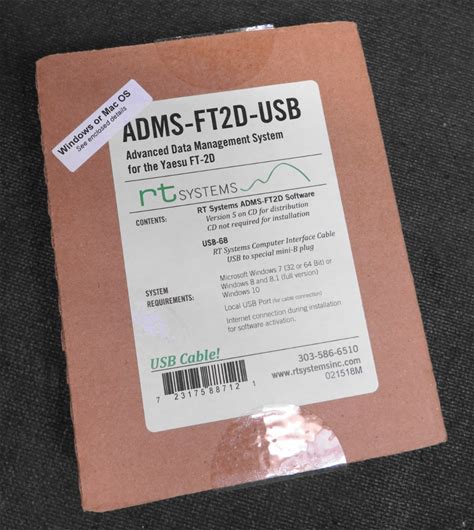 Windows or Mac OS
See enclosed details
ADMS-FT2D-USB
Advanced Data Management System
for the Yaesu FT-2D
rt SYSTEMS
CONTENTS: RT Systems ADMS-FT2D Software
Version 5 on CD for distribution
CD not required for installation
USB-68
RT Systems Computer Interface Cable
USB to special mini-B plug
SYSTEM REQUIREMENTS: Microsoft Windows 7 (32 or 64 Bit) or
Windows 8 and 8.1 (full version)
Windows 10
Local USB Port (for cable connection)
Internet connection during installation
for software activation.
USB Cable!
7 23175 88712 1
303-586-6510
www.rtsystemsinc.com
021518M